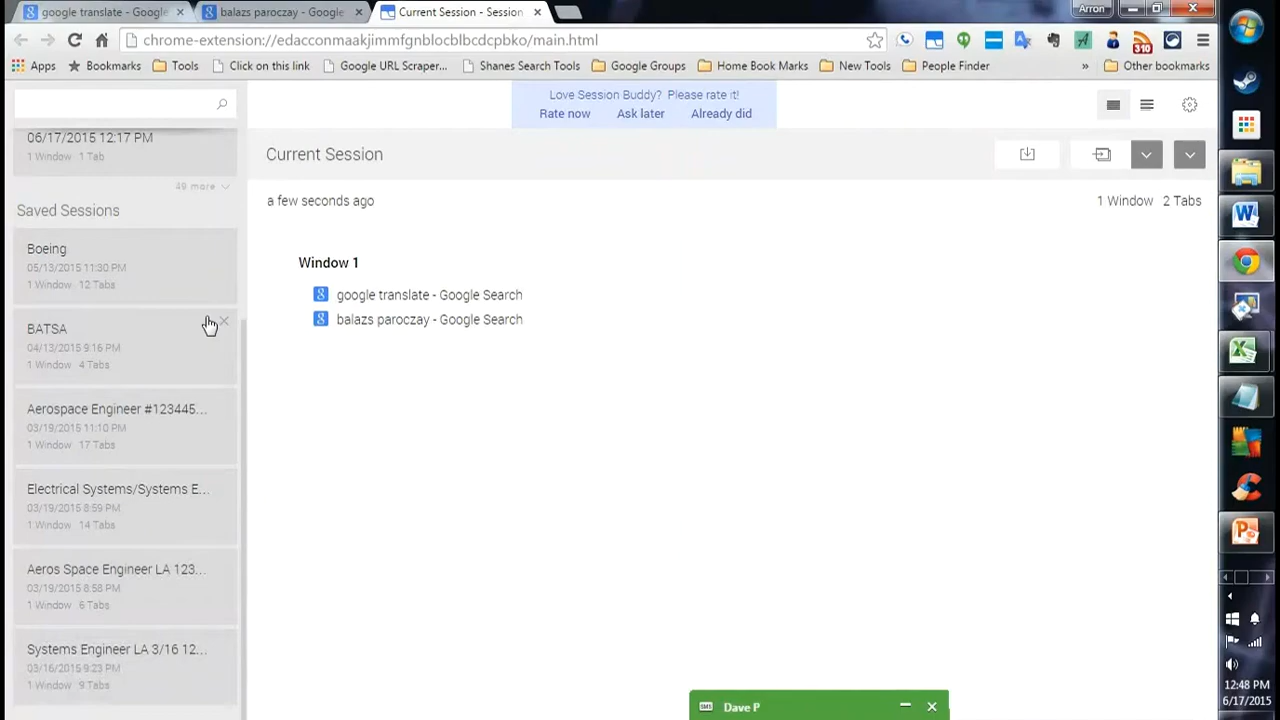 google translate - Google
balazs paroczay - Google
Current Session - Session
Arron
chrome-extension://edacconmaakjimmfgnblocblbcdcpbko/main.html
310
Apps
Bookmarks
Tools
Click on this link
Google URL Scraper...
Shanes Search Tools
Google Groups
Home Book Marks
New Tools
People Finder
»
Other bookmarks
Love Session Buddy? Please rate it!
Rate now
Ask later
Already did
06/17/2015 12:17 PM
1 Window 1 Tab
49 more
Saved Sessions
Boeing
05/13/2015 11:30 PM
1 Window 12 Tabs
BATSA
04/13/2015 9:16 PM
1 Window 4 Tabs
Aerospace Engineer #123445...
03/19/2015 11:10 PM
1 Window 17 Tabs
Electrical Systems/Systems E...
03/19/2015 8:59 PM
1 Window 14 Tabs
Aeros Space Engineer LA 123...
03/19/2015 8:58 PM
1 Window 6 Tabs
Systems Engineer LA 3/16 12...
03/16/2015 9:23 PM
1 Window 9 Tabs
Current Session
a few seconds ago
1 Window 2 Tabs
Window 1
google translate - Google Search
balazs paroczay - Google Search
SMS
Dave P
12:48 PM
6/17/2015